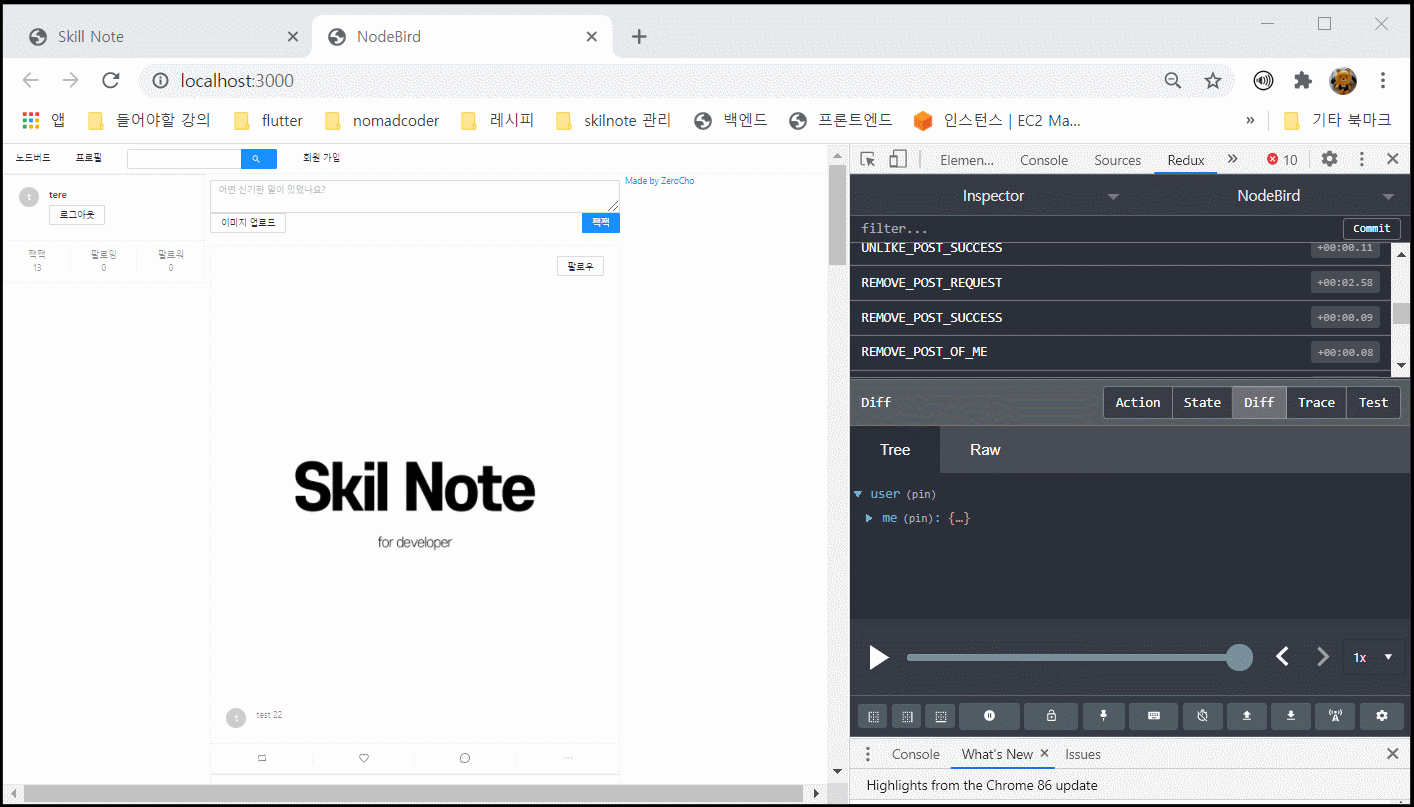 Skill Note
NodeBird
localhost:3000
앱
들어야할 강의
flutter
nomadcoder
레시피
skilnote 관리
백엔드
프론트엔드
인스턴스 | EC2 Ma...
»
기타 북마크
노드버드
프로필
회원 가입
t
tere
로그아웃
짹짹
13
팔로잉
0
팔로워
0
어떤 신기한 일이 있었나요?
이미지 업로드
짹짹
Made by ZeroCho
팔로우
Skil Note
for developer
t
test 22
Elemen...
Console
Sources
Redux
»
10
Inspector
NodeBird
filter...
Commit
UNLIKE_POST_SUCCESS
+00:00.11
REMOVE_POST_REQUEST
+00:02.58
REMOVE_POST_SUCCESS
+00:00.09
REMOVE_POST_OF_ME
+00:00.08
Diff
Action
State
Diff
Trace
Test
Tree
Raw
user (pin)
me (pin): {…}
1x
Console
What's New
Issues
Highlights from the Chrome 86 update